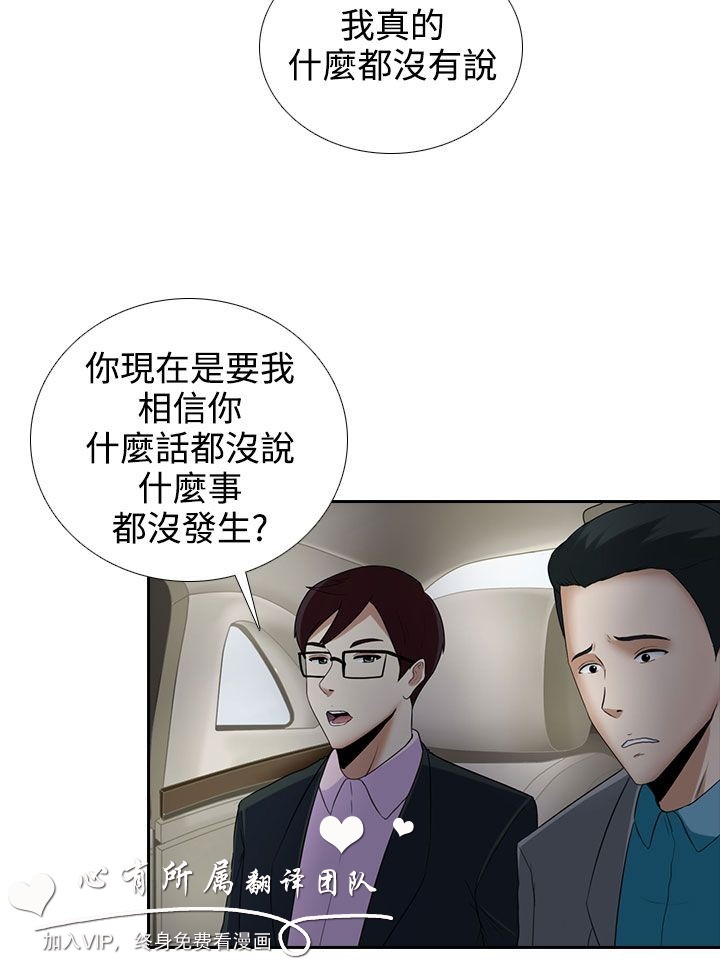 我真的
什麼都沒有說
你現在是要我
相信你
什麼話都沒說
什麼事
都沒發生?
心有所属翻译团队
加入VIP，终身免费看漫画